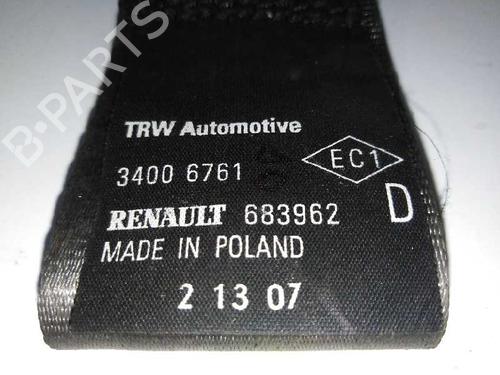 B-PARTS
TRW Automotive
3400 6761
EC1
RENAULT 683962 D
MADE IN POLAND
2 13 07